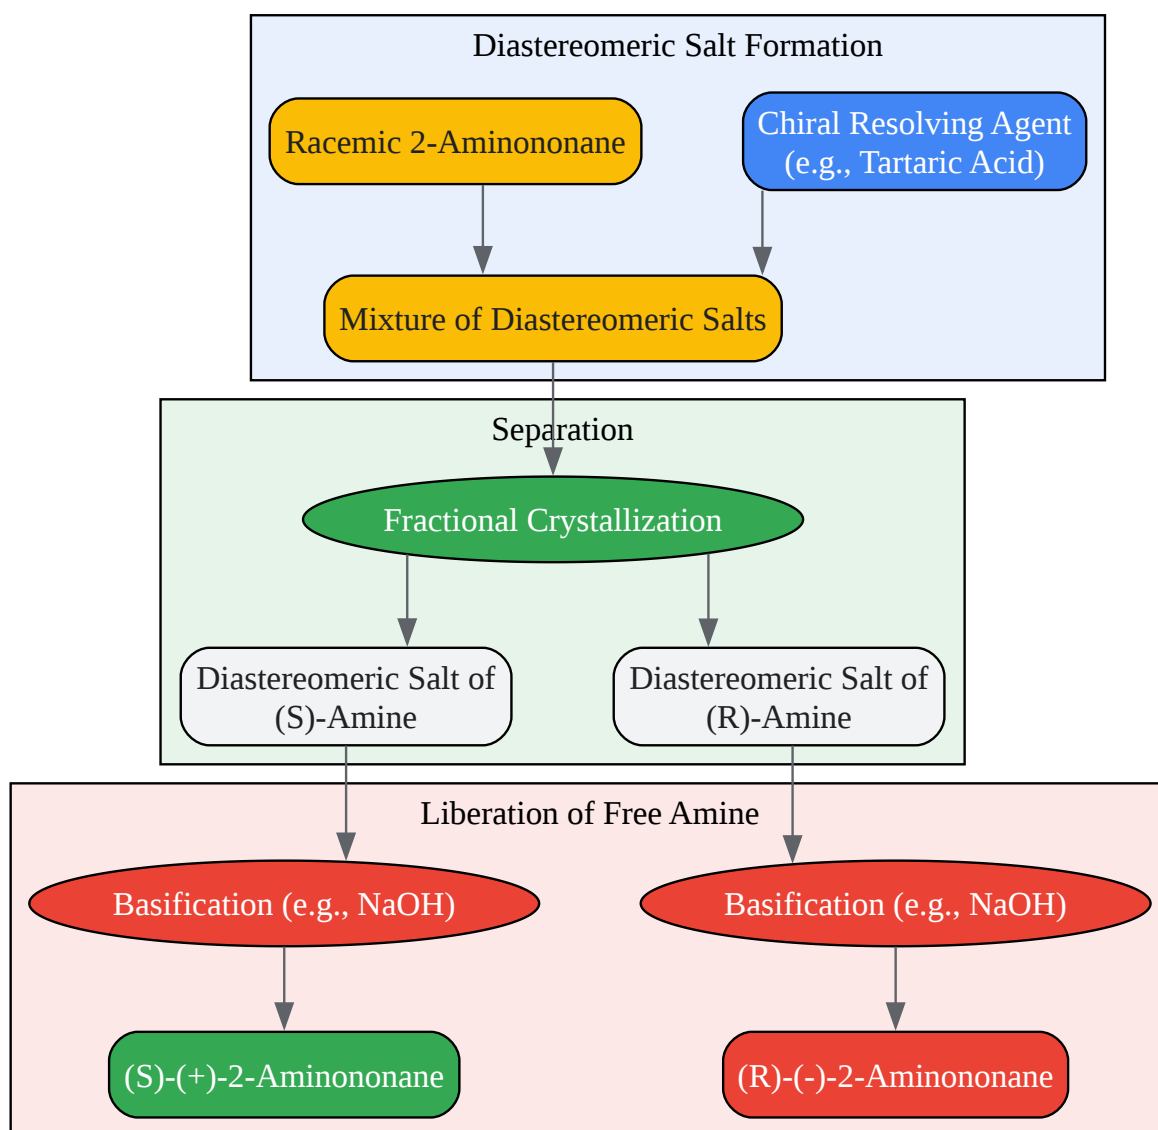 Diastereomeric Salt Formation
Racemic 2-Aminononane
Chiral Resolving Agent
(e.g., Tartaric Acid)
Mixture of Diastereomeric Salts
Separation
Fractional Crystallization
Diastereomeric Salt of
(S)-Amine
Diastereomeric Salt of
(R)-Amine
Liberation of Free Amine
Basification (e.g., NaOH)
Basification (e.g., NaOH)
(S)-(+)-2-Aminononane
(R)-(-)-2-Aminononane